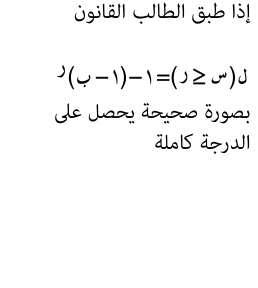 إذا طبق الطالب القانون
ل(س ≥ ر)=١−(١−ب)ر
بصورة صحيحة يحصل على
الدرجة كاملة